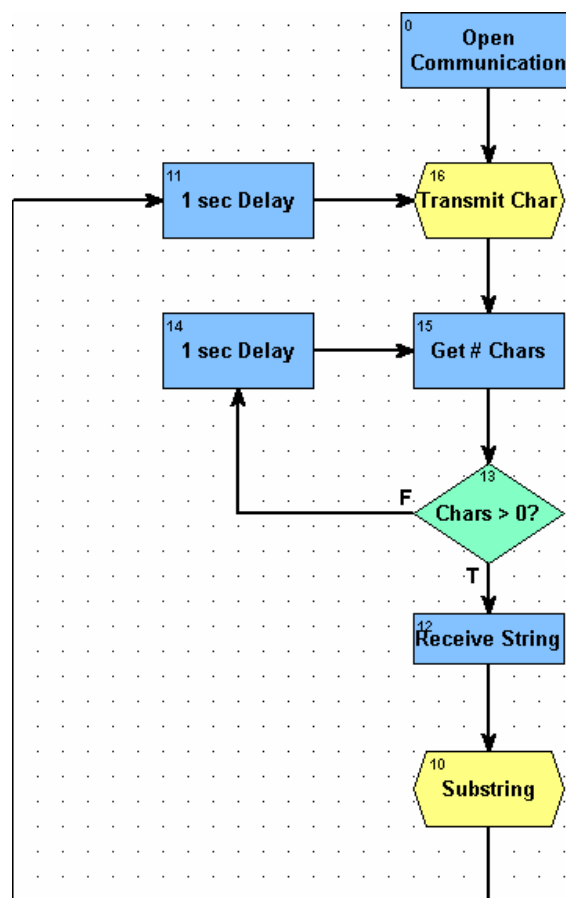 0
Open
Communication
11
1 sec Delay
16
Transmit Char
14
1 sec Delay
15
Get # Chars
13
F
Chars > 0?
T
12
Receive String
10
Substring